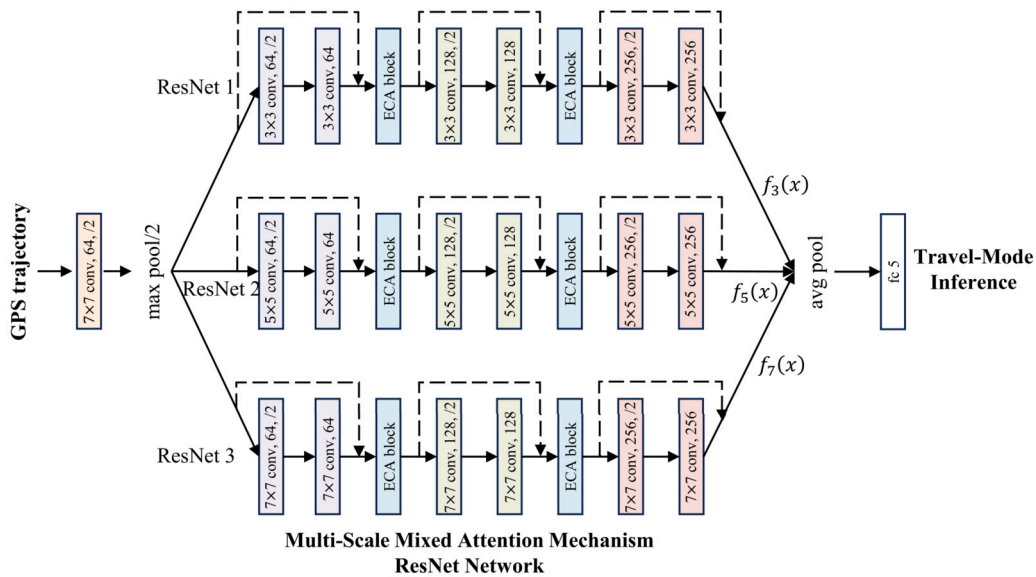 GPS trajectory
7×7 conv, 64, /2
max pool/2
ResNet 1
3×3 conv, 64, /2
3×3 conv, 64
ECA block
3×3 conv, 128, /2
3×3 conv, 128
ECA block
3×3 conv, 256, /2
3×3 conv, 256
f₃(x)
ResNet 2
5×5 conv, 64, /2
5×5 conv, 64
ECA block
5×5 conv, 128, /2
5×5 conv, 128
ECA block
5×5 conv, 256, /2
5×5 conv, 256
f₅(x)
ResNet 3
7×7 conv, 64, /2
7×7 conv, 64
ECA block
7×7 conv, 128, /2
7×7 conv, 128
ECA block
7×7 conv, 256, /2
7×7 conv, 256
f₇(x)
avg pool
fc 5
Travel-Mode
Inference
Multi-Scale Mixed Attention Mechanism
ResNet Network